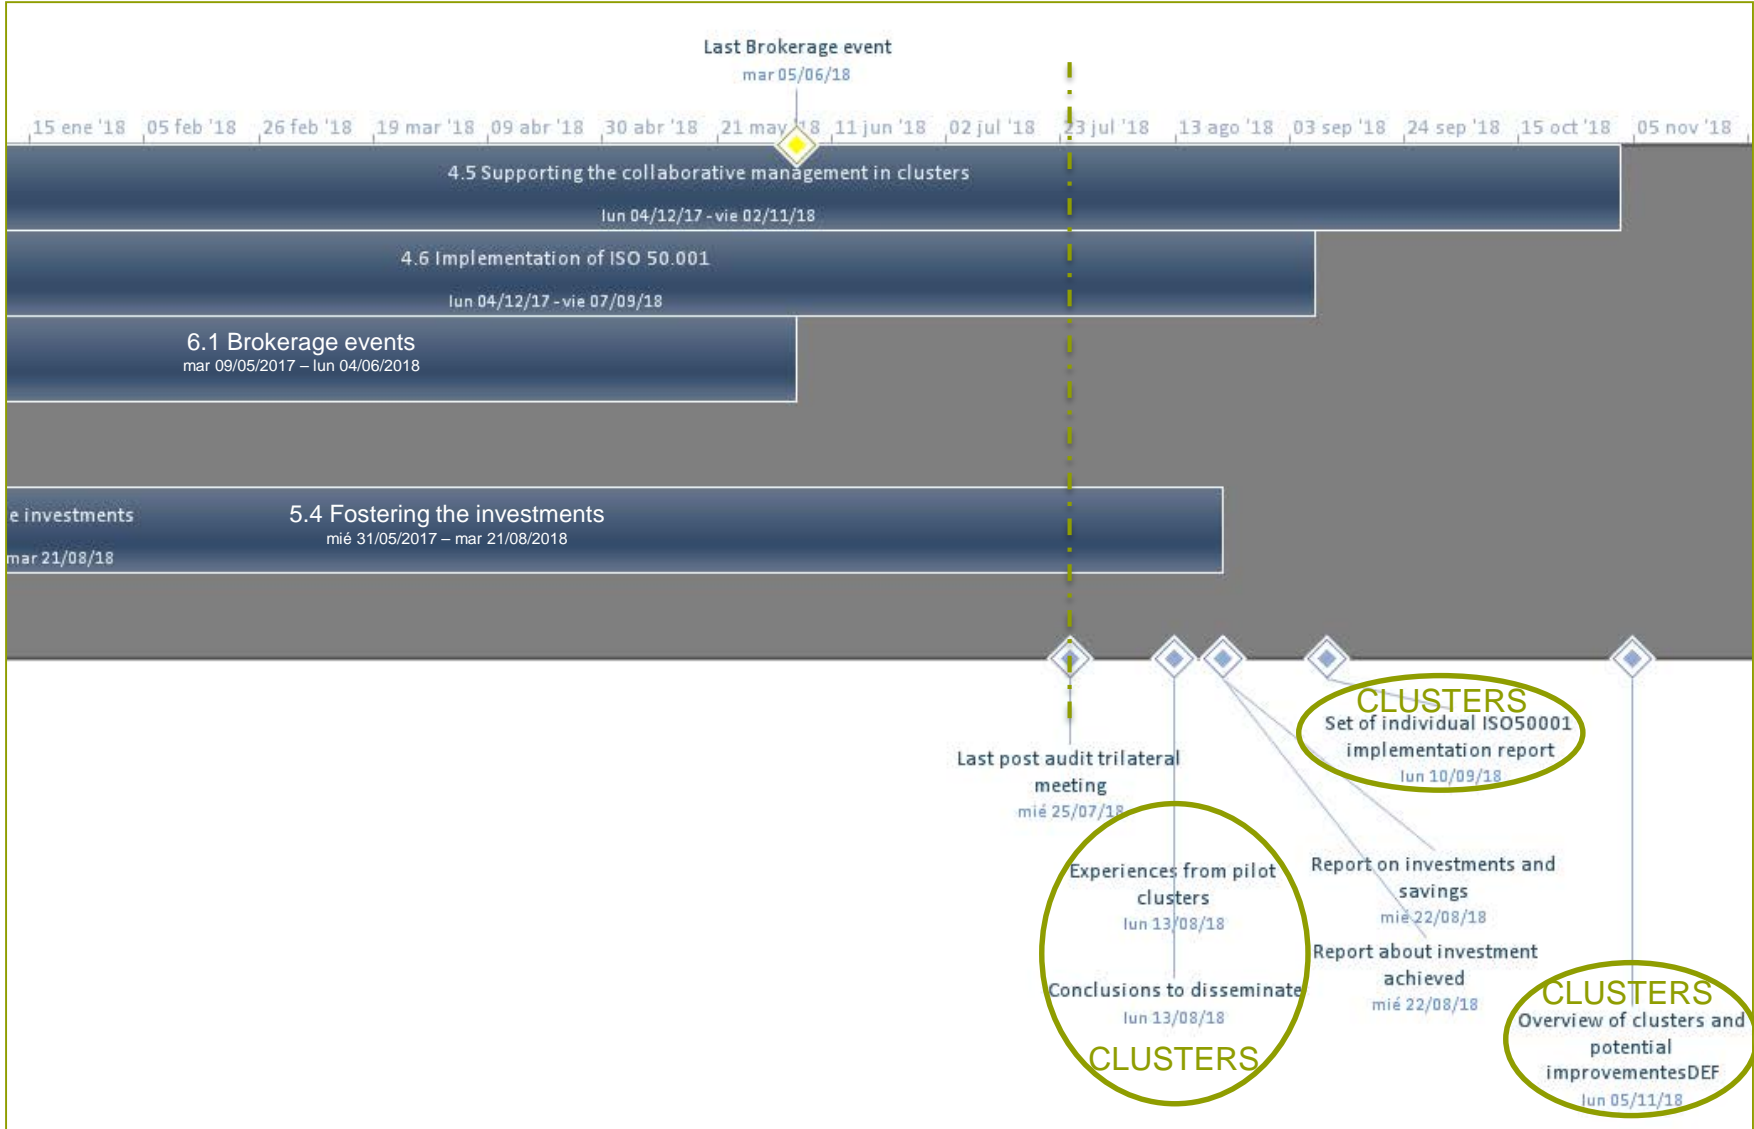 Last Brokerage event
mar 05/06/18
15 ene '18 05 feb '18 26 feb '18 19 mar '18 09 abr '18 30 abr '18 21 may '18 11 jun '18 02 jul '18 23 jul '18 13 ago '18 03 sep '18 24 sep '18 15 oct '18 05 nov '18
4.5 Supporting the collaborative management in clusters
lun 04/12/17 - vie 02/11/18
4.6 Implementation of ISO 50.001
lun 04/12/17 - vie 07/09/18
6.1 Brokerage events
mar 09/05/2017 – lun 04/06/2018
e investments
mar 21/08/18
5.4 Fostering the investments
mié 31/05/2017 – mar 21/08/2018
Last post audit trilateral
meeting
mié 25/07/18
CLUSTERS
Set of individual ISO50001
implementation report
lun 10/09/18
Experiences from pilot
clusters
lun 13/08/18
Conclusions to disseminate
lun 13/08/18
CLUSTERS
Report on investments and
savings
mié 22/08/18
Report about investment
achieved
mié 22/08/18
CLUSTERS
Overview of clusters and
potential
improvementesDEF
lun 05/11/18